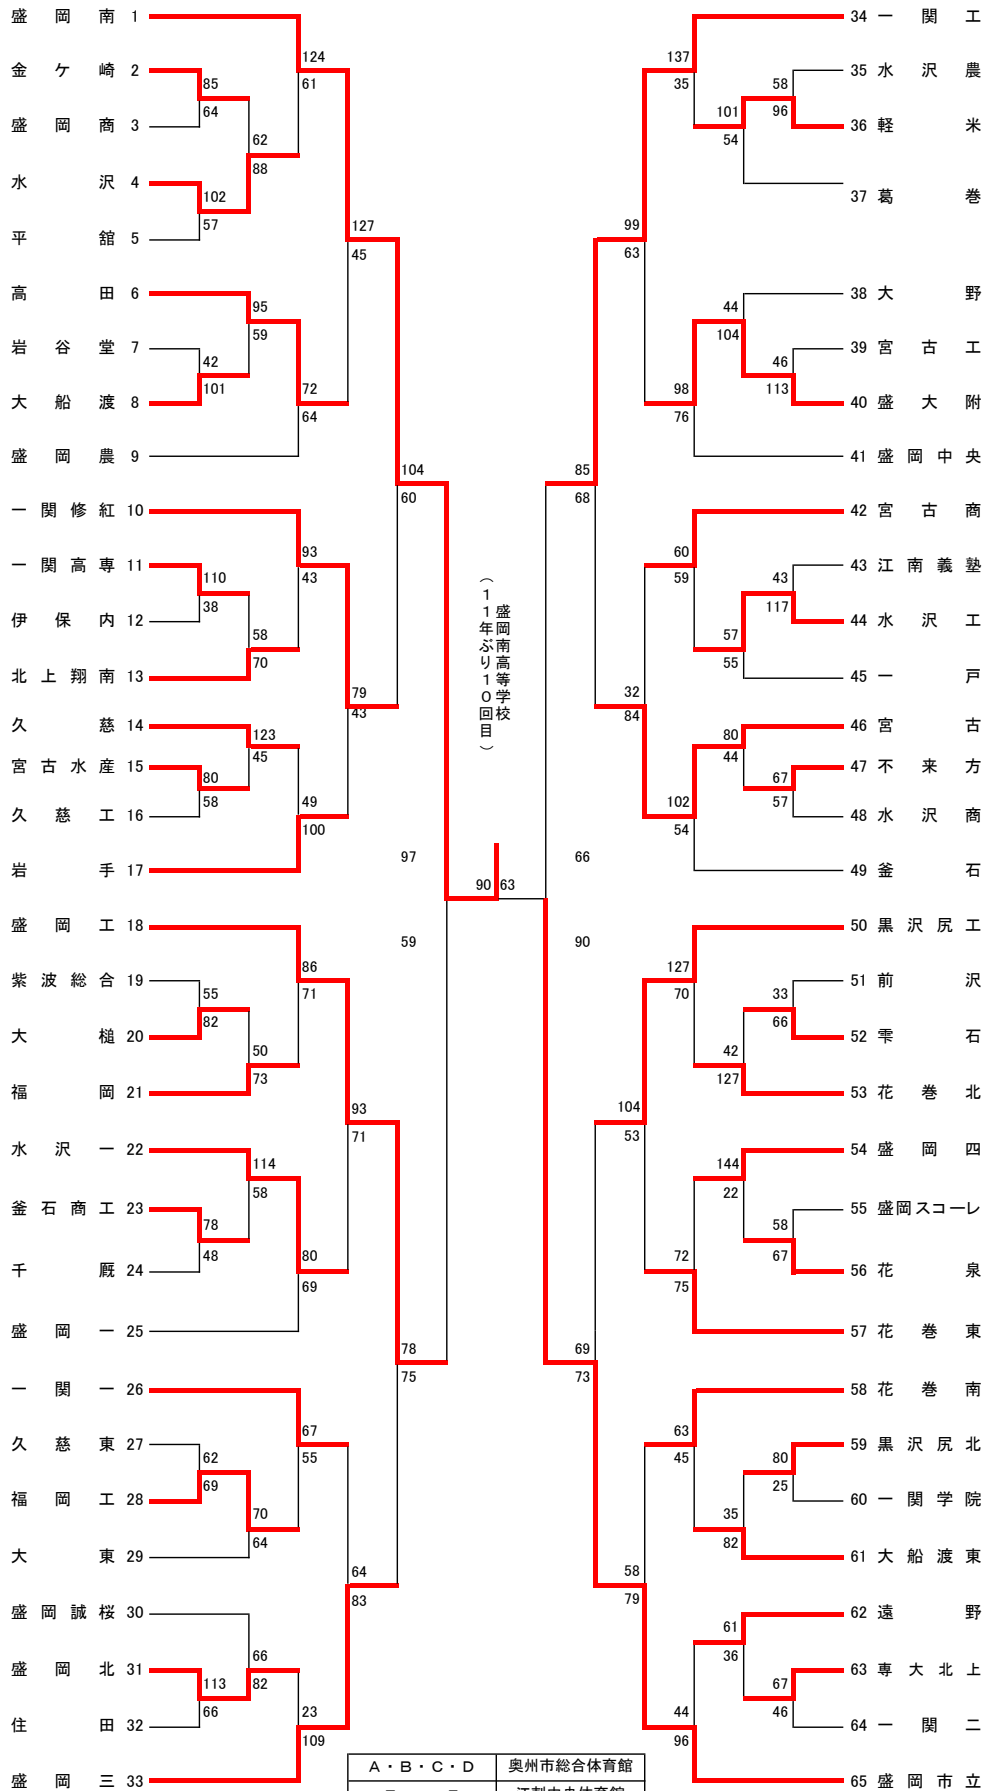 盛岡南 1
金ケ崎 2
盛岡商 3
水沢 4
平舘 5
高田 6
岩谷堂 7
大船渡 8
盛岡農 9
一関修紅 10
一関高専 11
伊保内 12
北上翔南 13
久慈 14
宮古水産 15
久慈工 16
岩手 17
盛岡工 18
紫波総合 19
大槌 20
福岡 21
水沢一 22
釜石商工 23
千厩 24
盛岡一 25
一関一 26
久慈東 27
福岡工 28
大東 29
盛岡誠桜 30
盛岡北 31
住田 32
盛岡三 33
85
64
102
57
42
101
110
38
80
58
55
82
78
48
62
69
113
66
62
88
95
59
58
70
123
45
50
73
114
58
70
64
66
82
124
61
72
64
93
43
49
100
86
71
80
69
67
55
23
109
127
45
79
43
93
71
64
83
104
60
78
75
97
59
90 63
盛岡南高等学校
（11年ぶり10回目）
66
90
85
68
69
73
99
63
32
84
104
53
58
79
137
35
98
76
60
59
102
54
127
70
72
75
63
45
44
96
101
54
44
104
57
55
80
44
42
127
144
22
35
82
61
36
58
96
46
113
43
117
67
57
33
66
58
67
80
25
67
46
34 一関工
35 水沢農
36 軽米
37 葛巻
38 大野
39 宮古工
40 盛大附
41 盛岡中央
42 宮古商
43 江南義塾
44 水沢工
45 一戸
46 宮古
47 不来方
48 水沢商
49 釜石
50 黒沢尻工
51 前沢
52 雫石
53 花巻北
54 盛岡四
55 盛岡スコーレ
56 花泉
57 花巻東
58 花巻南
59 黒沢尻北
60 一関学院
61 大船渡東
62 遠野
63 専大北上
64 一関二
65 盛岡市立
A・B・C・D 奥州市総合体育館